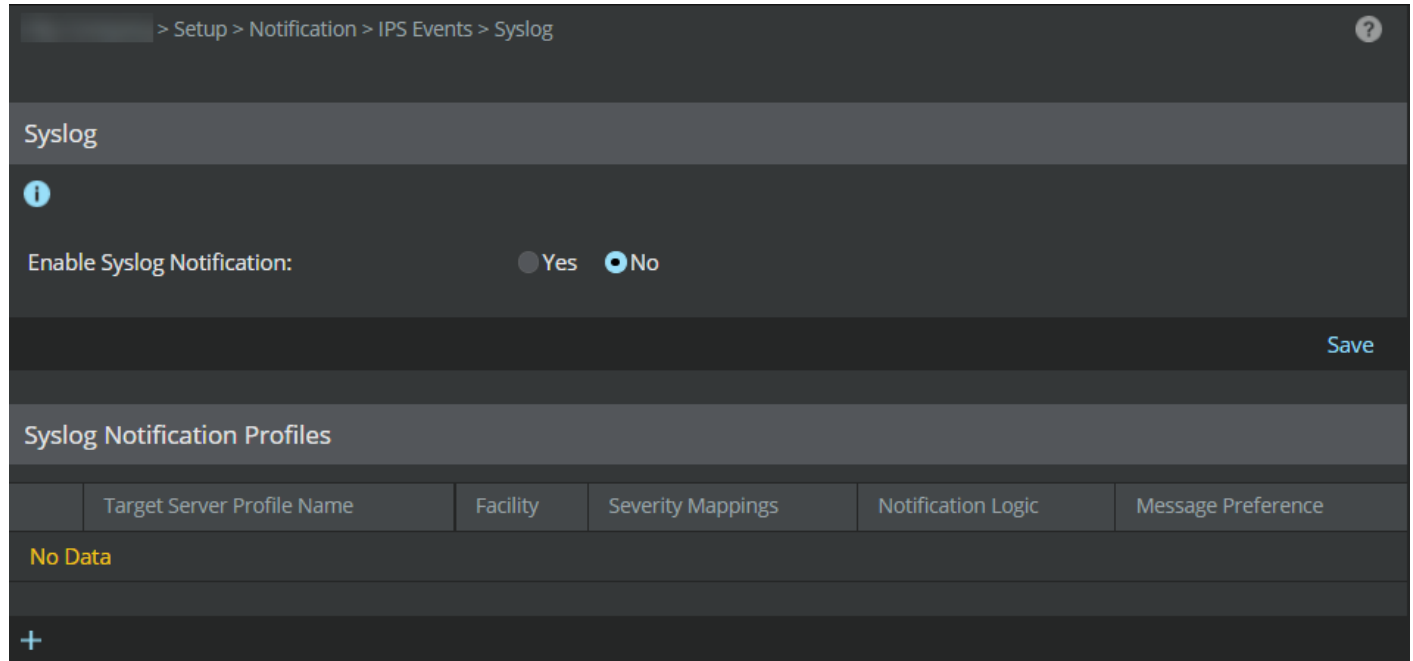 > Setup > Notification > IPS Events > Syslog
?
Syslog
i
Enable Syslog Notification: Yes No
Save
Syslog Notification Profiles
Target Server Profile Name Facility Severity Mappings Notification Logic Message Preference
No Data
+